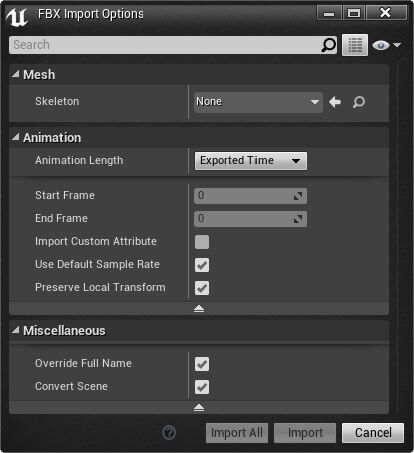 FBX Import Options
Search
Mesh
Skeleton None
Animation
Animation Length Exported Time
Start Frame 0
End Frame 0
Import Custom Attribute
Use Default Sample Rate
Preserve Local Transform
Miscellaneous
Override Full Name
Convert Scene
? Import All Import Cancel